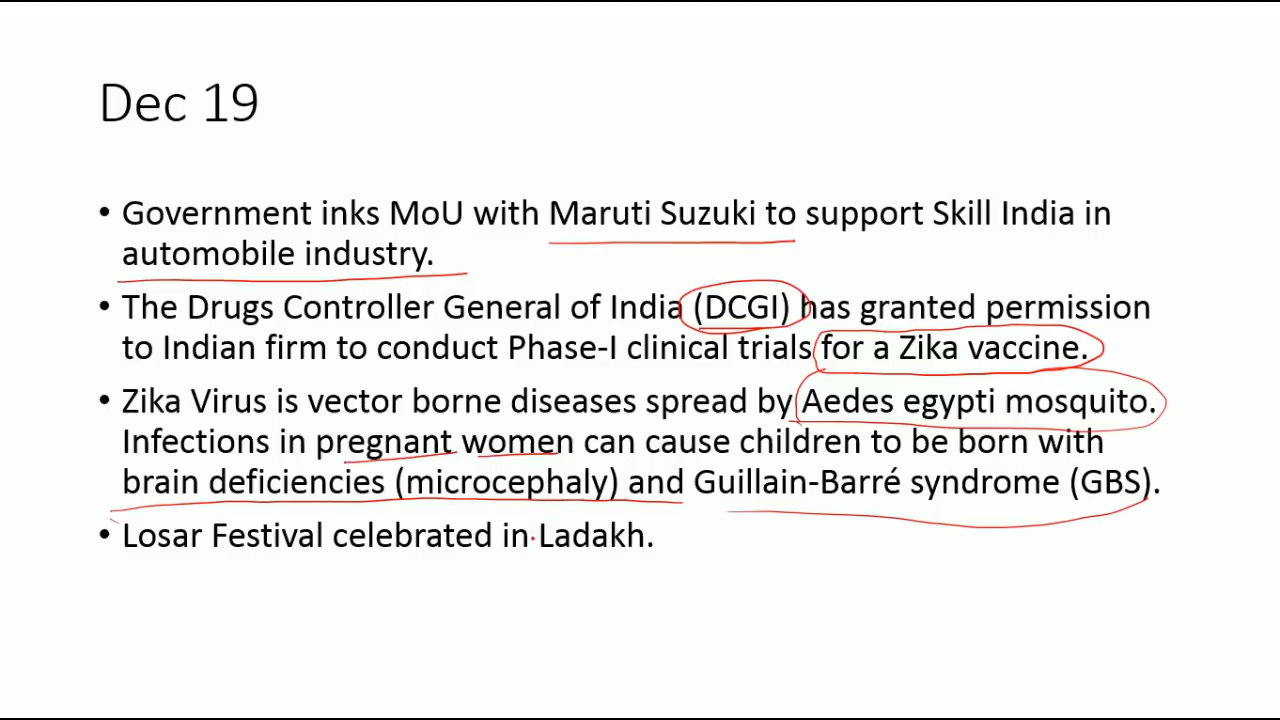 Dec 19
• Government inks MoU with Maruti Suzuki to support Skill India in
automobile industry.
• The Drugs Controller General of India (DCGI) has granted permission
to Indian firm to conduct Phase-I clinical trials for a Zika vaccine.
• Zika Virus is vector borne diseases spread by Aedes egypti mosquito.
Infections in pregnant women can cause children to be born with
brain deficiencies (microcephaly) and Guillain-Barré syndrome (GBS).
• Losar Festival celebrated in Ladakh.